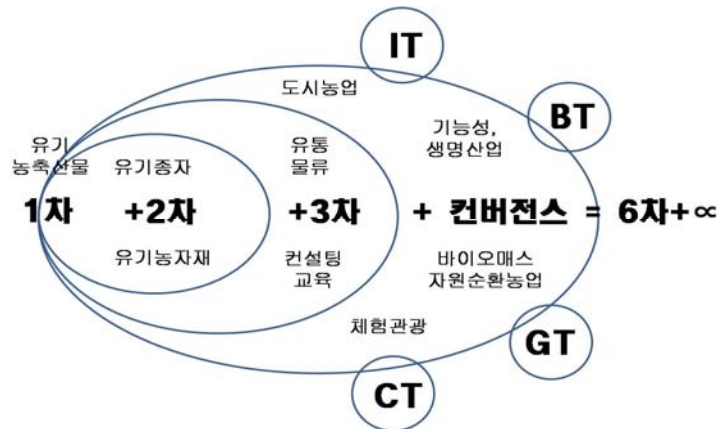 IT
도시농업
BT
기능성,
생명산업
유기
농축산물
유기종자
유통
물류
1차 +2차 +3차 + 컨버전스 = 6차+∝
유기농자재
컨설팅
교육
바이오매스
자원순환농업
체험관광
GT
CT